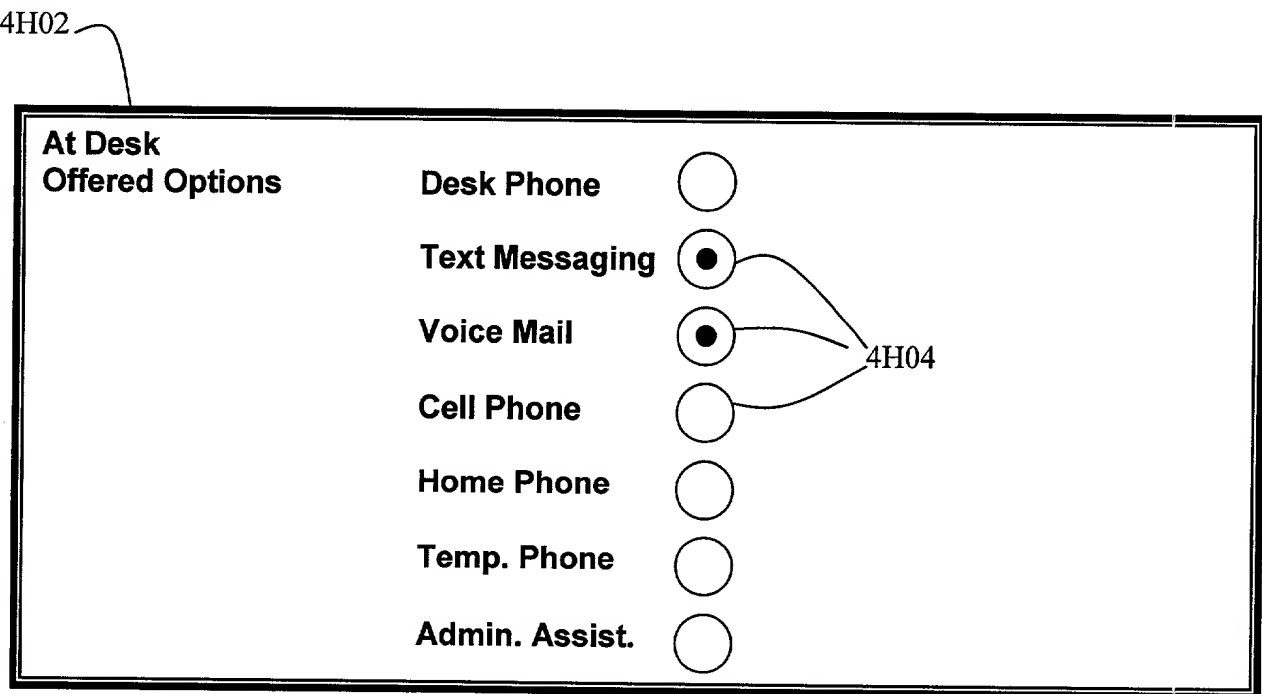 4H02
At Desk
Offered Options
Desk Phone
Text Messaging
Voice Mail
4H04
Cell Phone
Home Phone
Temp. Phone
Admin. Assist.